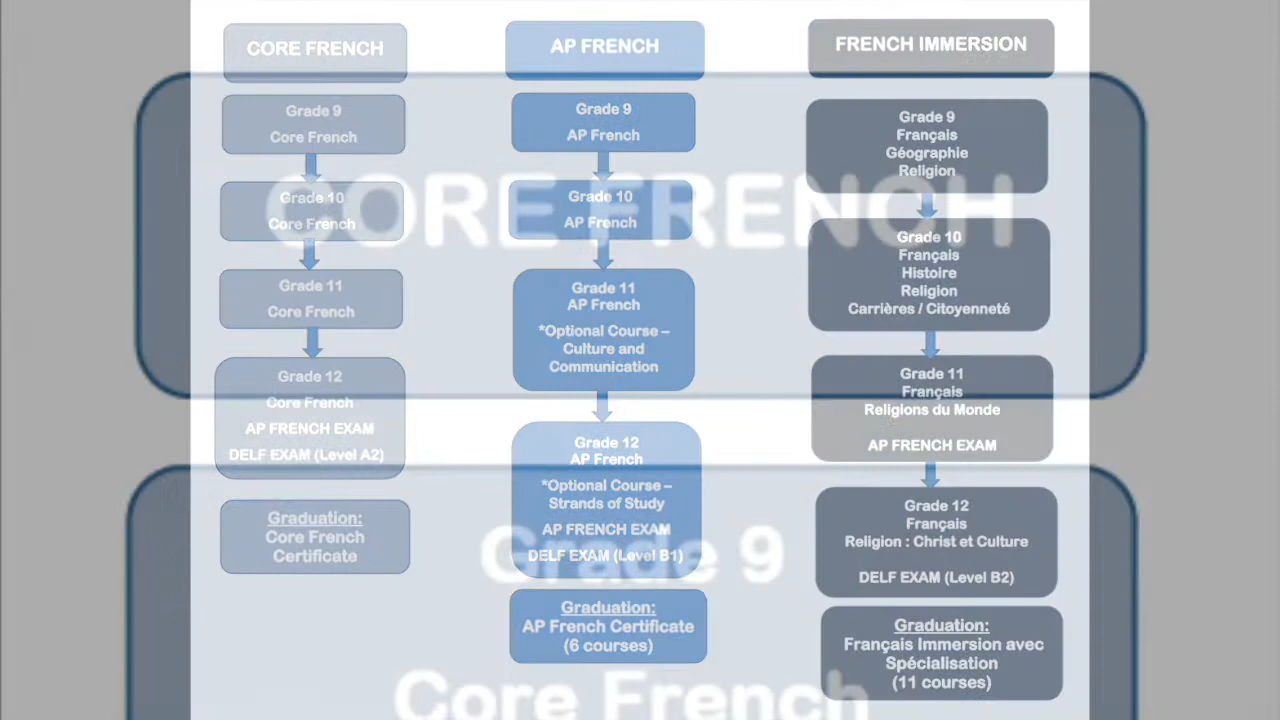 CORE FRENCH
Grade 9
Core French
Grade 10
Core French
Grade 11
Core French
Grade 12
Core French
AP FRENCH EXAM
DELF EXAM (Level A2)
Graduation:
Core French
Certificate
AP FRENCH
Grade 9
AP French
Grade 10
AP French
Grade 11
AP French
*Optional Course –
Culture and
Communication
Grade 12
AP French
*Optional Course –
Strands of Study
AP FRENCH EXAM
DELF EXAM (Level B1)
Graduation:
AP French Certificate
(6 courses)
FRENCH IMMERSION
Grade 9
Français
Géographie
Religion
Grade 10
Français
Histoire
Religion
Carrières / Citoyenneté
Grade 11
Français
Religions du Monde
AP FRENCH EXAM
Grade 12
Français
Religion : Christ et Culture
DELF EXAM (Level B2)
Graduation:
Français Immersion avec
Spécialisation
(11 courses)
CORE FRENCH
Grade 9
Core French